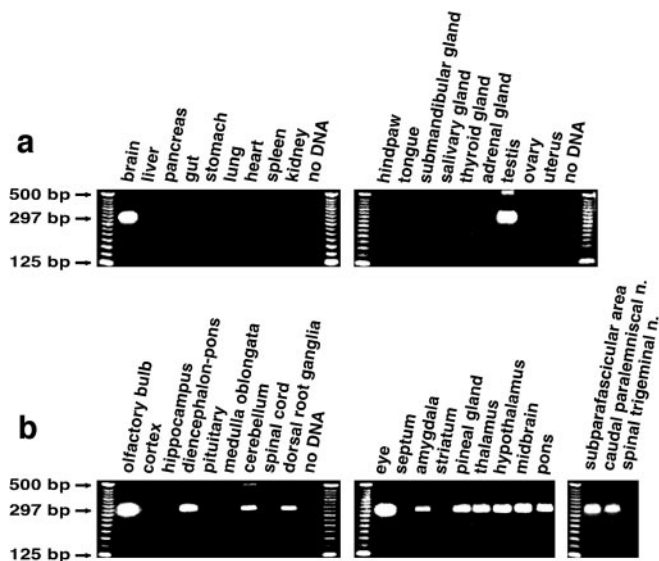 a
brain
liver
pancreas
gut
stomach
lung
heart
spleen
kidney
no DNA
hindpaw
tongue
submandibular gland
salivary gland
thyroid gland
adrenal gland
testis
ovary
uterus
no DNA
500 bp
297 bp
125 bp
b
olfactory bulb
cortex
hippocampus
diencephalon-pons
pituitary
medulla oblongata
cerebellum
spinal cord
dorsal root ganglia
no DNA
eye
septum
amygdala
striatum
pineal gland
thalamus
hypothalamus
midbrain
pons
subparafascicular area
caudal paralemniscal n.
spinal trigeminal n.
500 bp
297 bp
125 bp